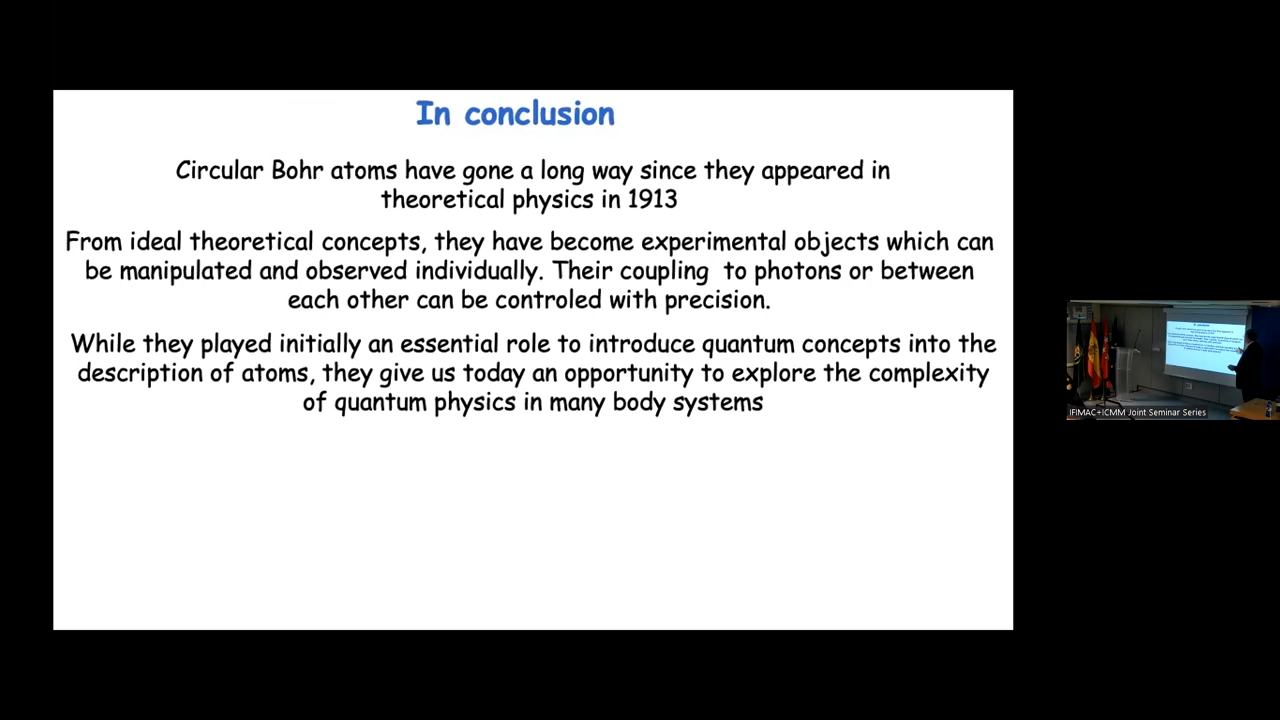 In conclusion
Circular Bohr atoms have gone a long way since they appeared in
theoretical physics in 1913
From ideal theoretical concepts, they have become experimental objects which can
be manipulated and observed individually. Their coupling to photons or between
each other can be controled with precision.
While they played initially an essential role to introduce quantum concepts into the
description of atoms, they give us today an opportunity to explore the complexity
of quantum physics in many body systems
IFIMAC+ICMM Joint Seminar Series